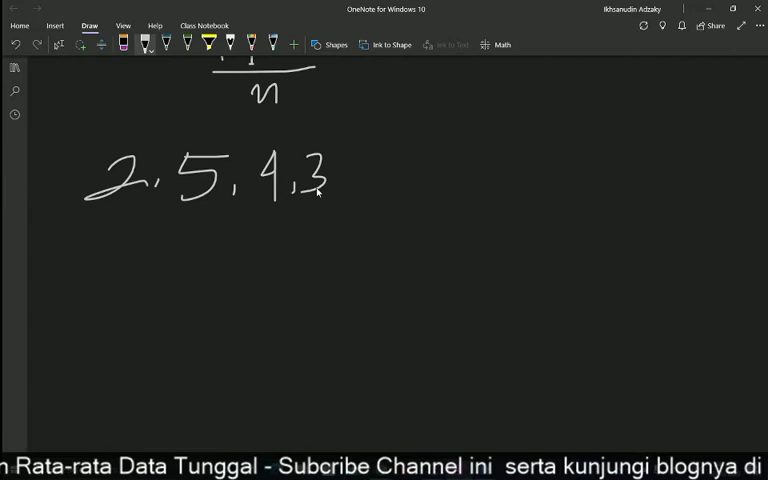 OneNote for Windows 10
Ikhsanudin Adzaky
Home Insert Draw View Help Class Notebook
Share
Shapes Ink to Shape Ink to Text Math
n
2, 5, 4, 3
n Rata-rata Data Tunggal - Subcribe Channel ini serta kunjungi blognya di